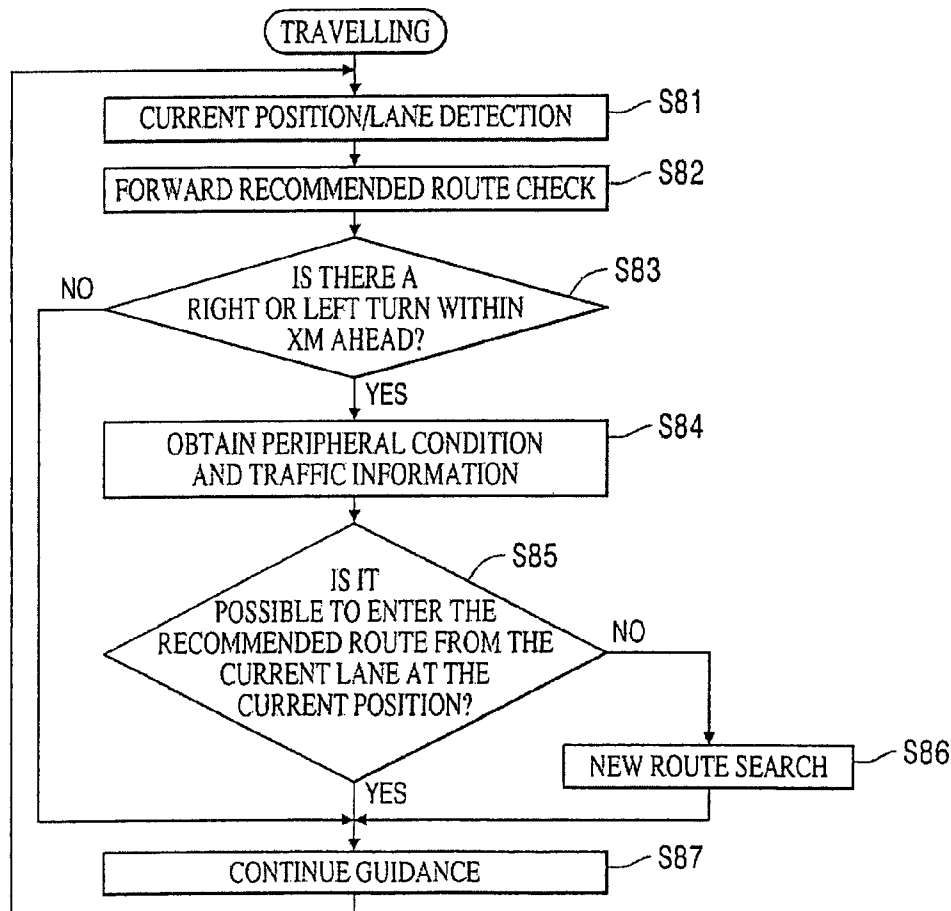 TRAVELLING
CURRENT POSITION/LANE DETECTION
S81
FORWARD RECOMMENDED ROUTE CHECK
S82
IS THERE A
RIGHT OR LEFT TURN WITHIN
XM AHEAD?
S83
NO
YES
OBTAIN PERIPHERAL CONDITION
AND TRAFFIC INFORMATION
S84
IS IT
POSSIBLE TO ENTER THE
RECOMMENDED ROUTE FROM THE
CURRENT LANE AT THE
CURRENT POSITION?
S85
NO
NEW ROUTE SEARCH
S86
YES
CONTINUE GUIDANCE
S87